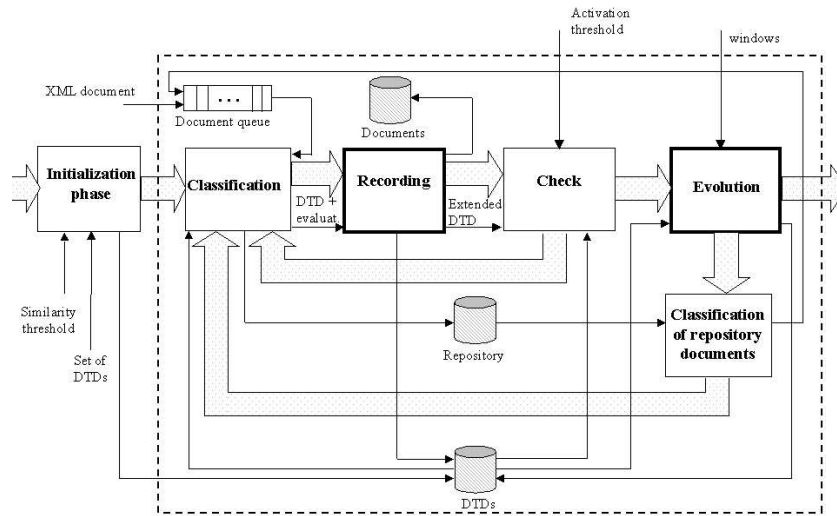 Activation
threshold
windows
XML document
. . .
Document queue
Documents
Initialization
phase
Classification
Recording
Check
Evolution
DTD +
evaluat.
Extended
DTD
Similarity
threshold
Set of
DTDs
Repository
Classification
of repository
documents
DTDs